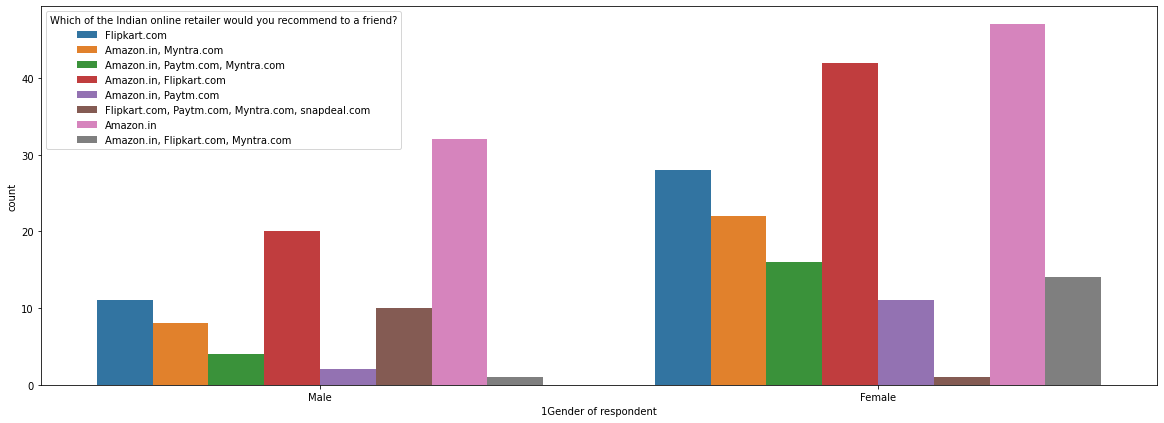 Which of the Indian online retailer would you recommend to a friend?
Flipkart.com
Amazon.in, Myntra.com
Amazon.in, Paytm.com, Myntra.com
Amazon.in, Flipkart.com
Amazon.in, Paytm.com
Flipkart.com, Paytm.com, Myntra.com, snapdeal.com
Amazon.in
Amazon.in, Flipkart.com, Myntra.com
40
30
20
10
0
count
Male Female
1Gender of respondent